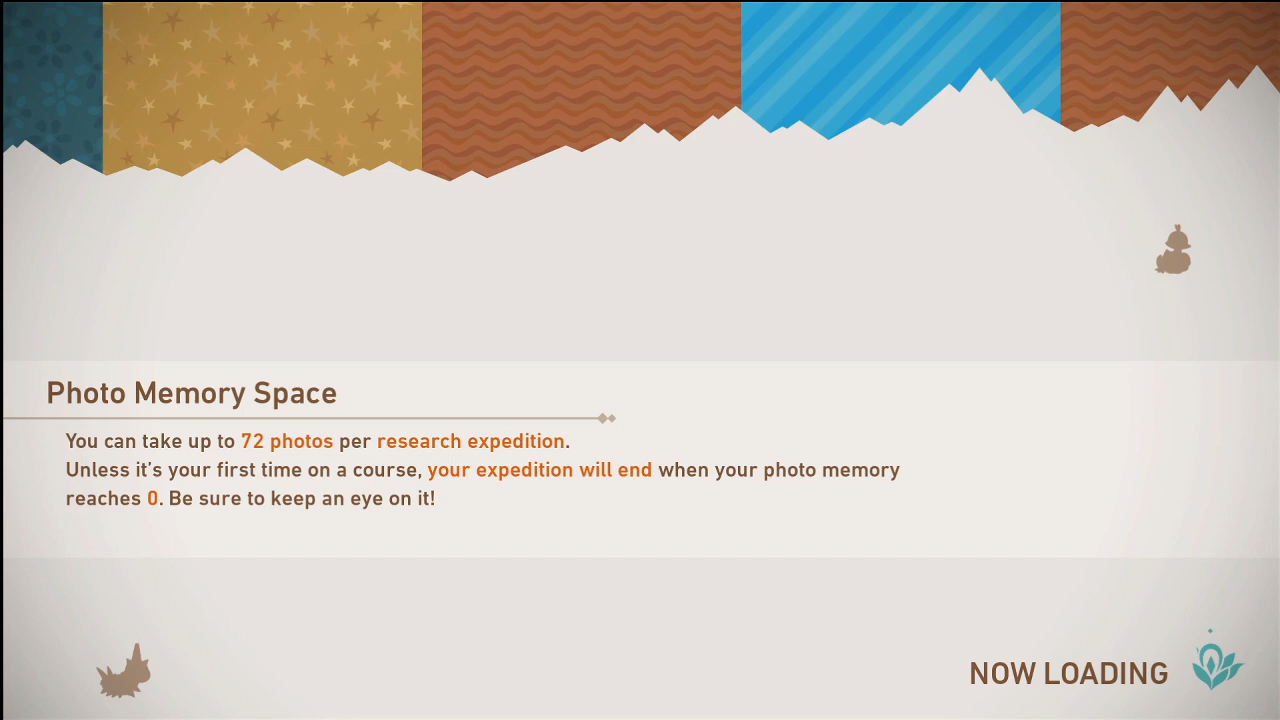 Photo Memory Space
You can take up to 72 photos per research expedition.
Unless it's your first time on a course, your expedition will end when your photo memory
reaches 0. Be sure to keep an eye on it!
NOW LOADING